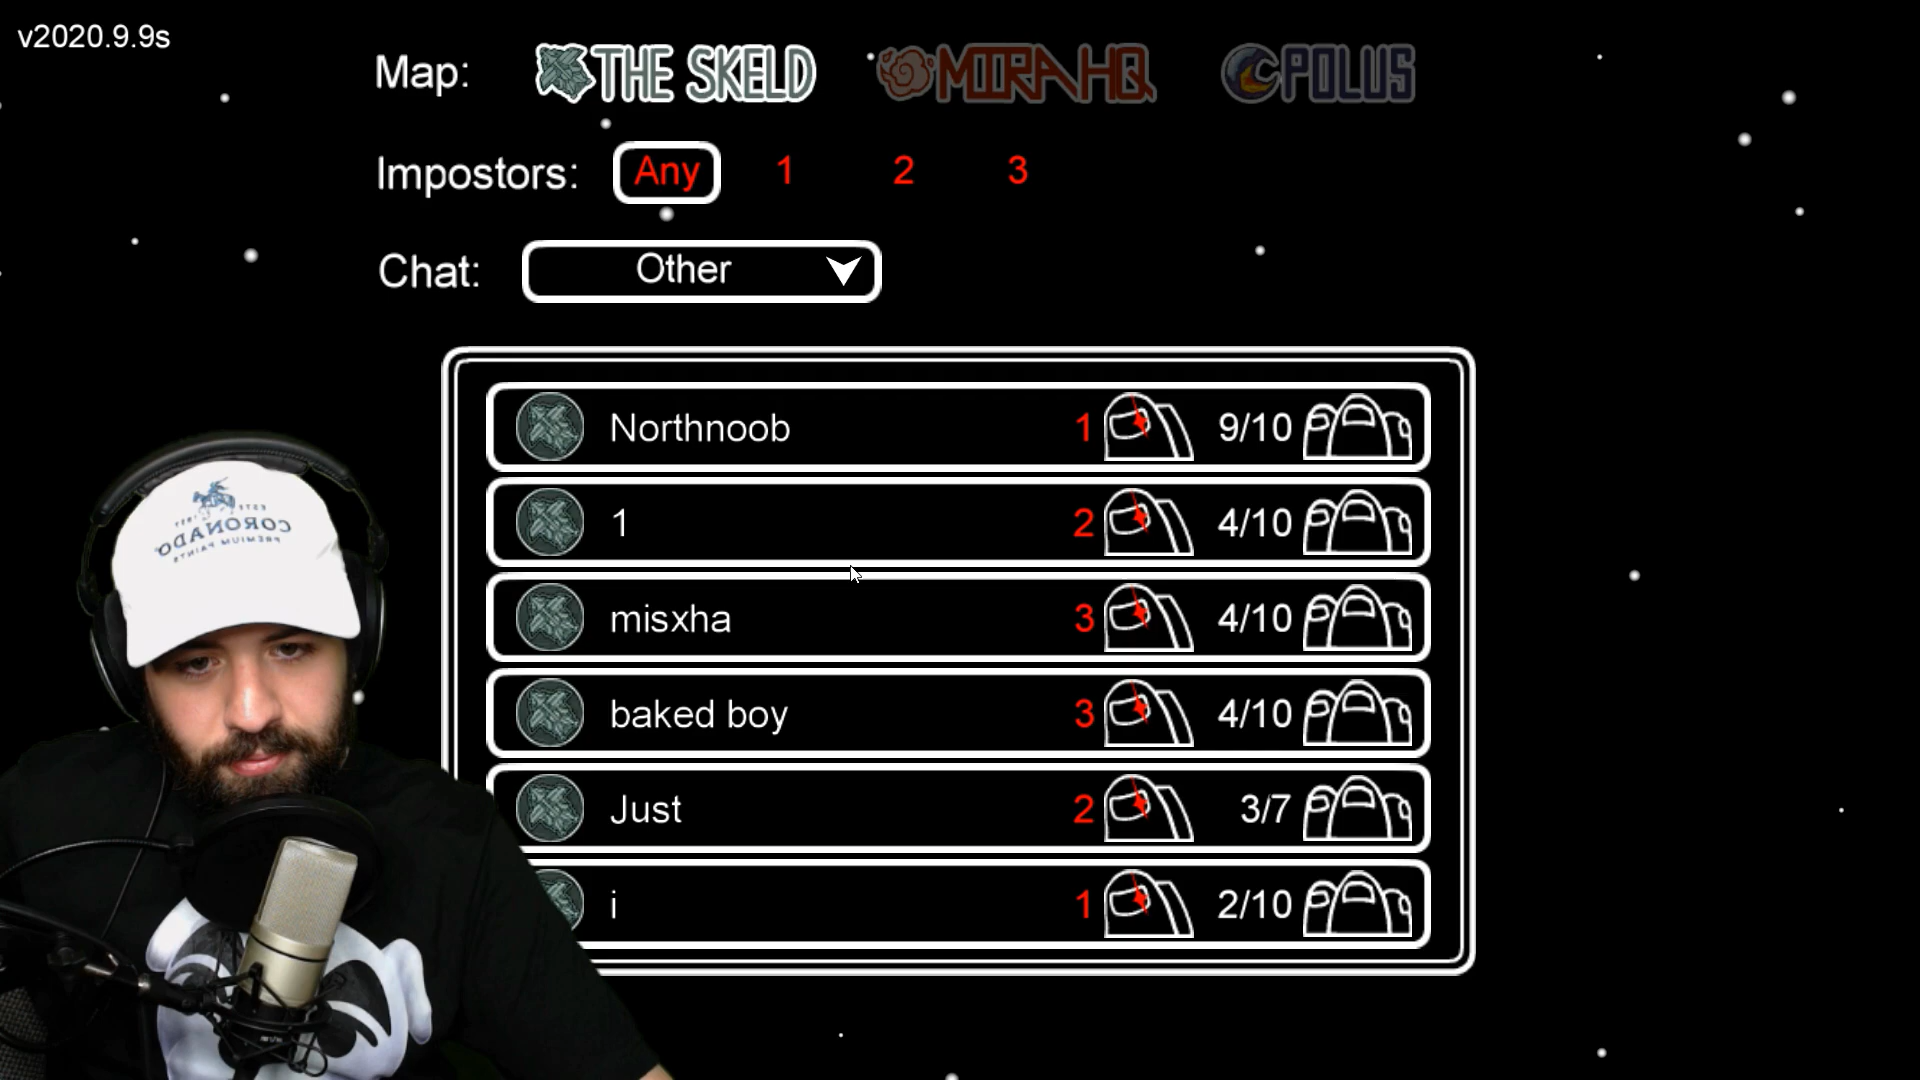 v2020.9.9s
Map: THE SKELD MIRA HQ POLUS
Impostors: Any 1 2 3
Chat: Other
Northnoob 1 9/10
1 2 4/10
misxha 3 4/10
baked boy 3 4/10
Just 2 3/7
i 1 2/10
CORONADO
PREMIUM PAINTS